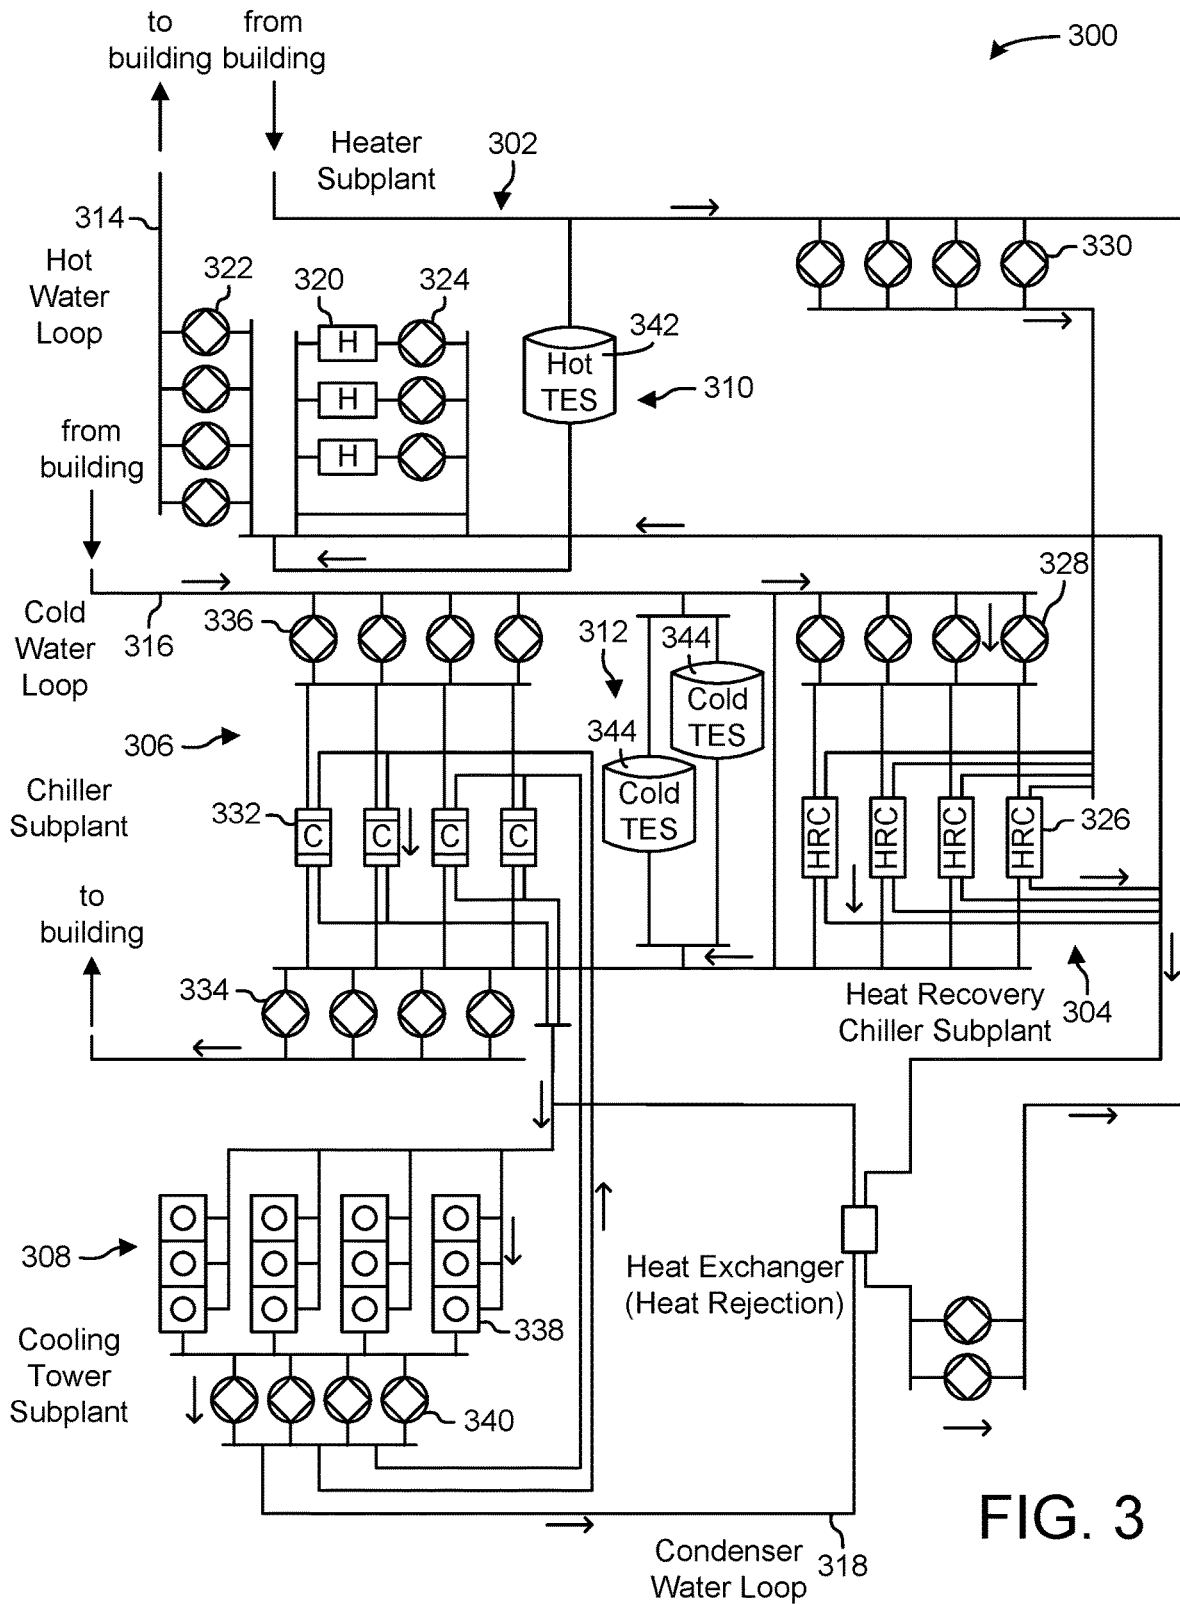 to
building
from
building
300
Heater
Subplant
302
314
Hot
Water
Loop
322
320
324
H
H
H
342
Hot
TES
310
330
from
building
Cold
Water
Loop
316
336
312
344
Cold
TES
344
Cold
TES
328
306
Chiller
Subplant
332
C
C
C
C
HRC
HRC
HRC
HRC
326
to
building
334
Heat Recovery
Chiller Subplant
304
308
Cooling
Tower
Subplant
338
340
Heat Exchanger
(Heat Rejection)
Condenser
Water Loop
318
FIG. 3